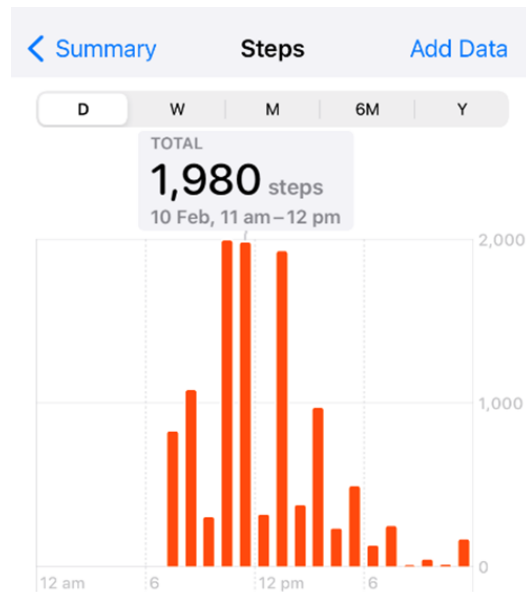 Summary Steps Add Data
D W M 6M Y
TOTAL
1,980 steps
10 Feb, 11 am–12 pm
2,000
1,000
0
12 am 6 12 pm 6